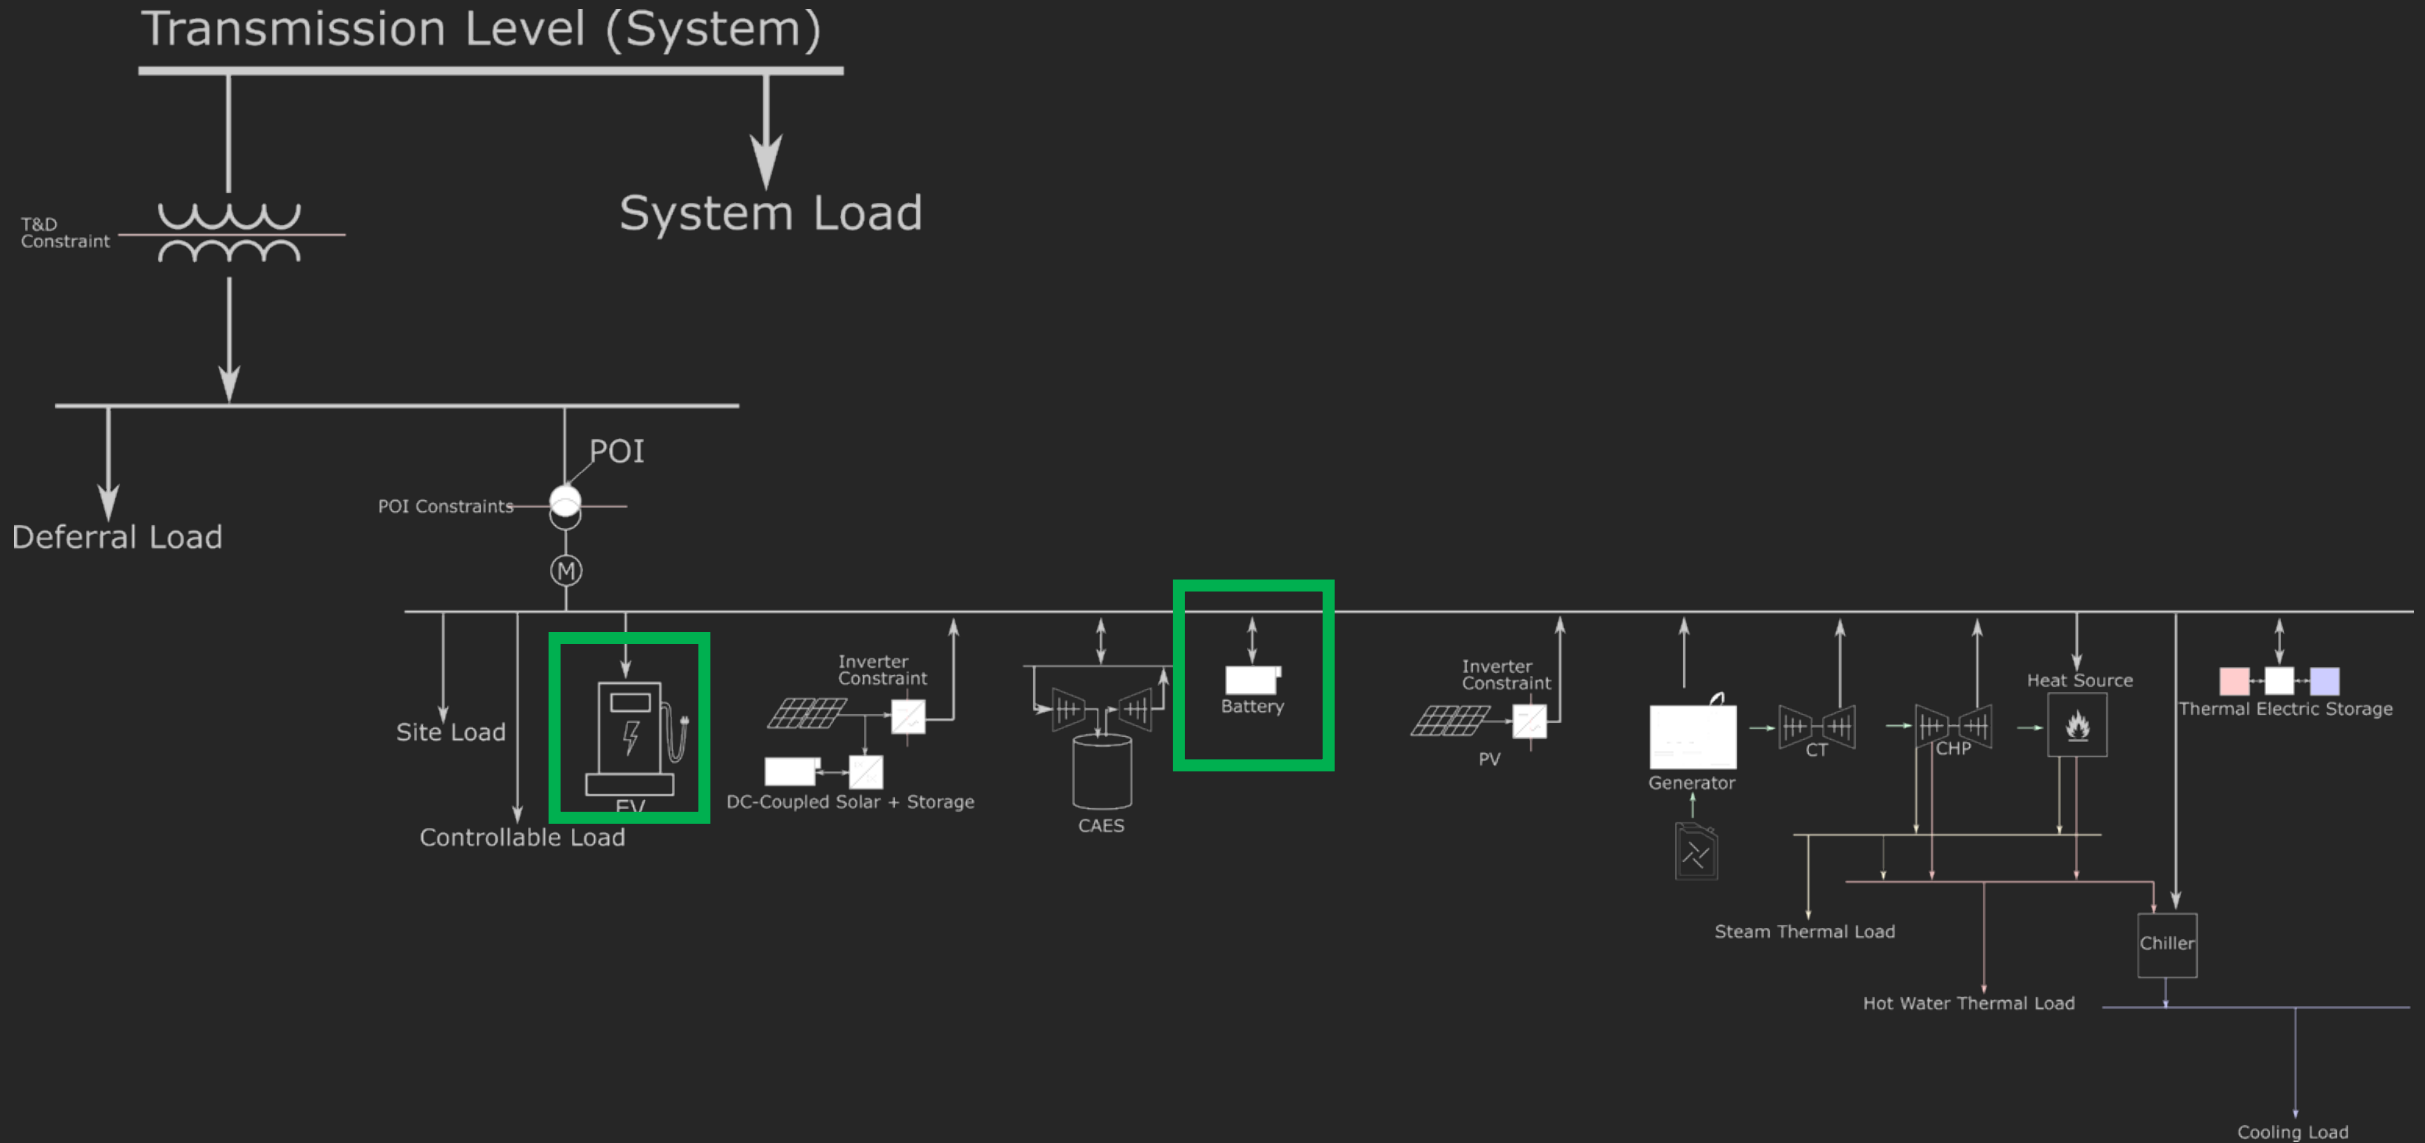 Transmission Level (System)
System Load
T&D
Constraint
POI
POI Constraints
Deferral Load
M
Site Load
Controllable Load
EV
Inverter
Constraint
DC-Coupled Solar + Storage
CAES
Battery
Inverter
Constraint
PV
Generator
CT
CHP
Heat Source
Thermal Electric Storage
Steam Thermal Load
Hot Water Thermal Load
Chiller
Cooling Load